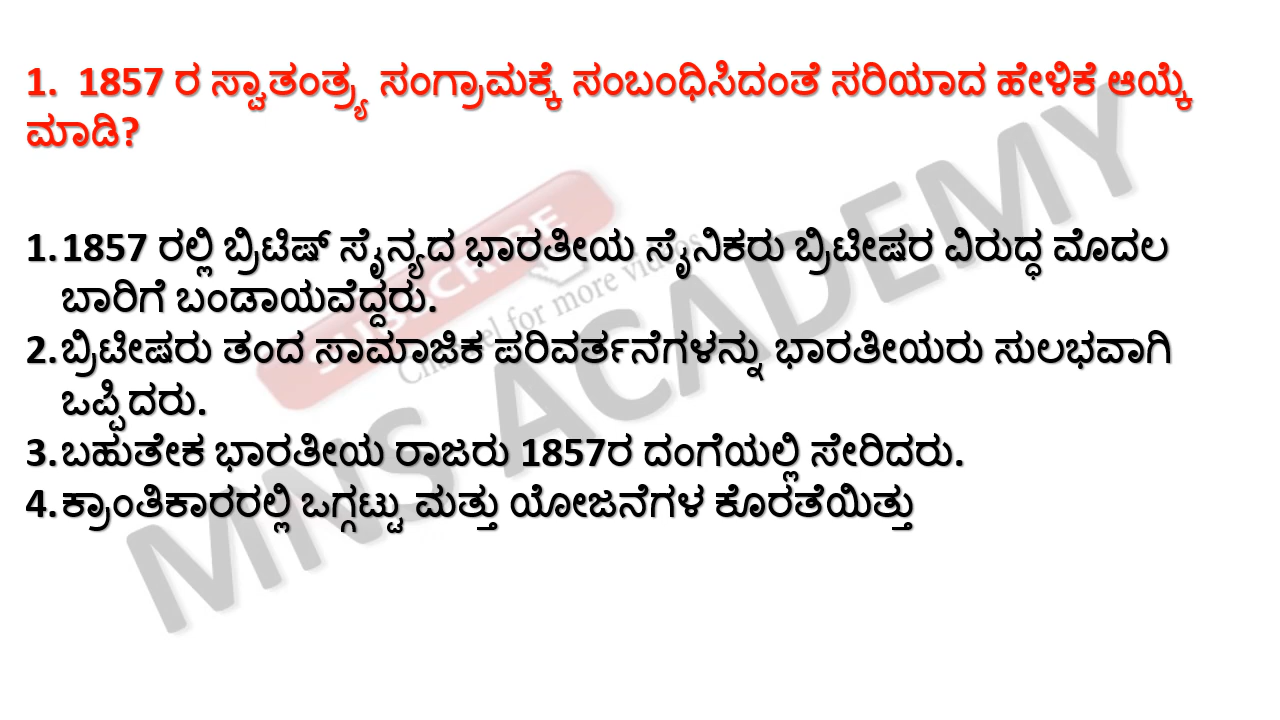 1. 1857 ರ ಸ್ವಾತಂತ್ರ್ಯ ಸಂಗ್ರಾಮಕ್ಕೆ ಸಂಬಂಧಿಸಿದಂತೆ ಸರಿಯಾದ ಹೇಳಿಕೆ ಆಯ್ಕೆ
ಮಾಡಿ?
1. 1857 ರಲ್ಲಿ ಬ್ರಿಟಿಷ್ ಸೈನ್ಯದ ಭಾರತೀಯ ಸೈನಿಕರು ಬ್ರಿಟೀಷರ ವಿರುದ್ಧ ಮೊದಲ
ಬಾರಿಗೆ ಬಂಡಾಯವೆದ್ದರು.
2. ಬ್ರಿಟೀಷರು ತಂದ ಸಾಮಾಜಿಕ ಪರಿವರ್ತನೆಗಳನ್ನು ಭಾರತೀಯರು ಸುಲಭವಾಗಿ
ಒಪ್ಪಿದರು.
3. ಬಹುತೇಕ ಭಾರತೀಯ ರಾಜರು 1857ರ ದಂಗೆಯಲ್ಲಿ ಸೇರಿದರು.
4. ಕ್ರಾಂತಿಕಾರರಲ್ಲಿ ಒಗ್ಗಟ್ಟು ಮತ್ತು ಯೋಜನೆಗಳ ಕೊರತೆಯಿತ್ತು
SUBSCRIBE
Channel for more videos
MNS ACADEMY